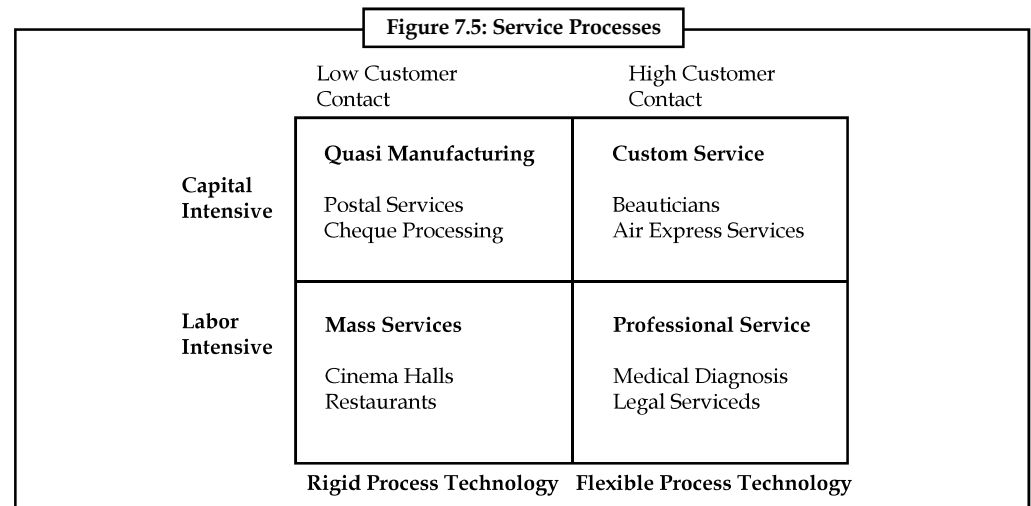 Figure 7.5: Service Processes
Low Customer
Contact
High Customer
Contact
Capital
Intensive
Quasi Manufacturing
Postal Services
Cheque Processing
Custom Service
Beauticians
Air Express Services
Labor
Intensive
Mass Services
Cinema Halls
Restaurants
Professional Service
Medical Diagnosis
Legal Serviceds
Rigid Process Technology
Flexible Process Technology